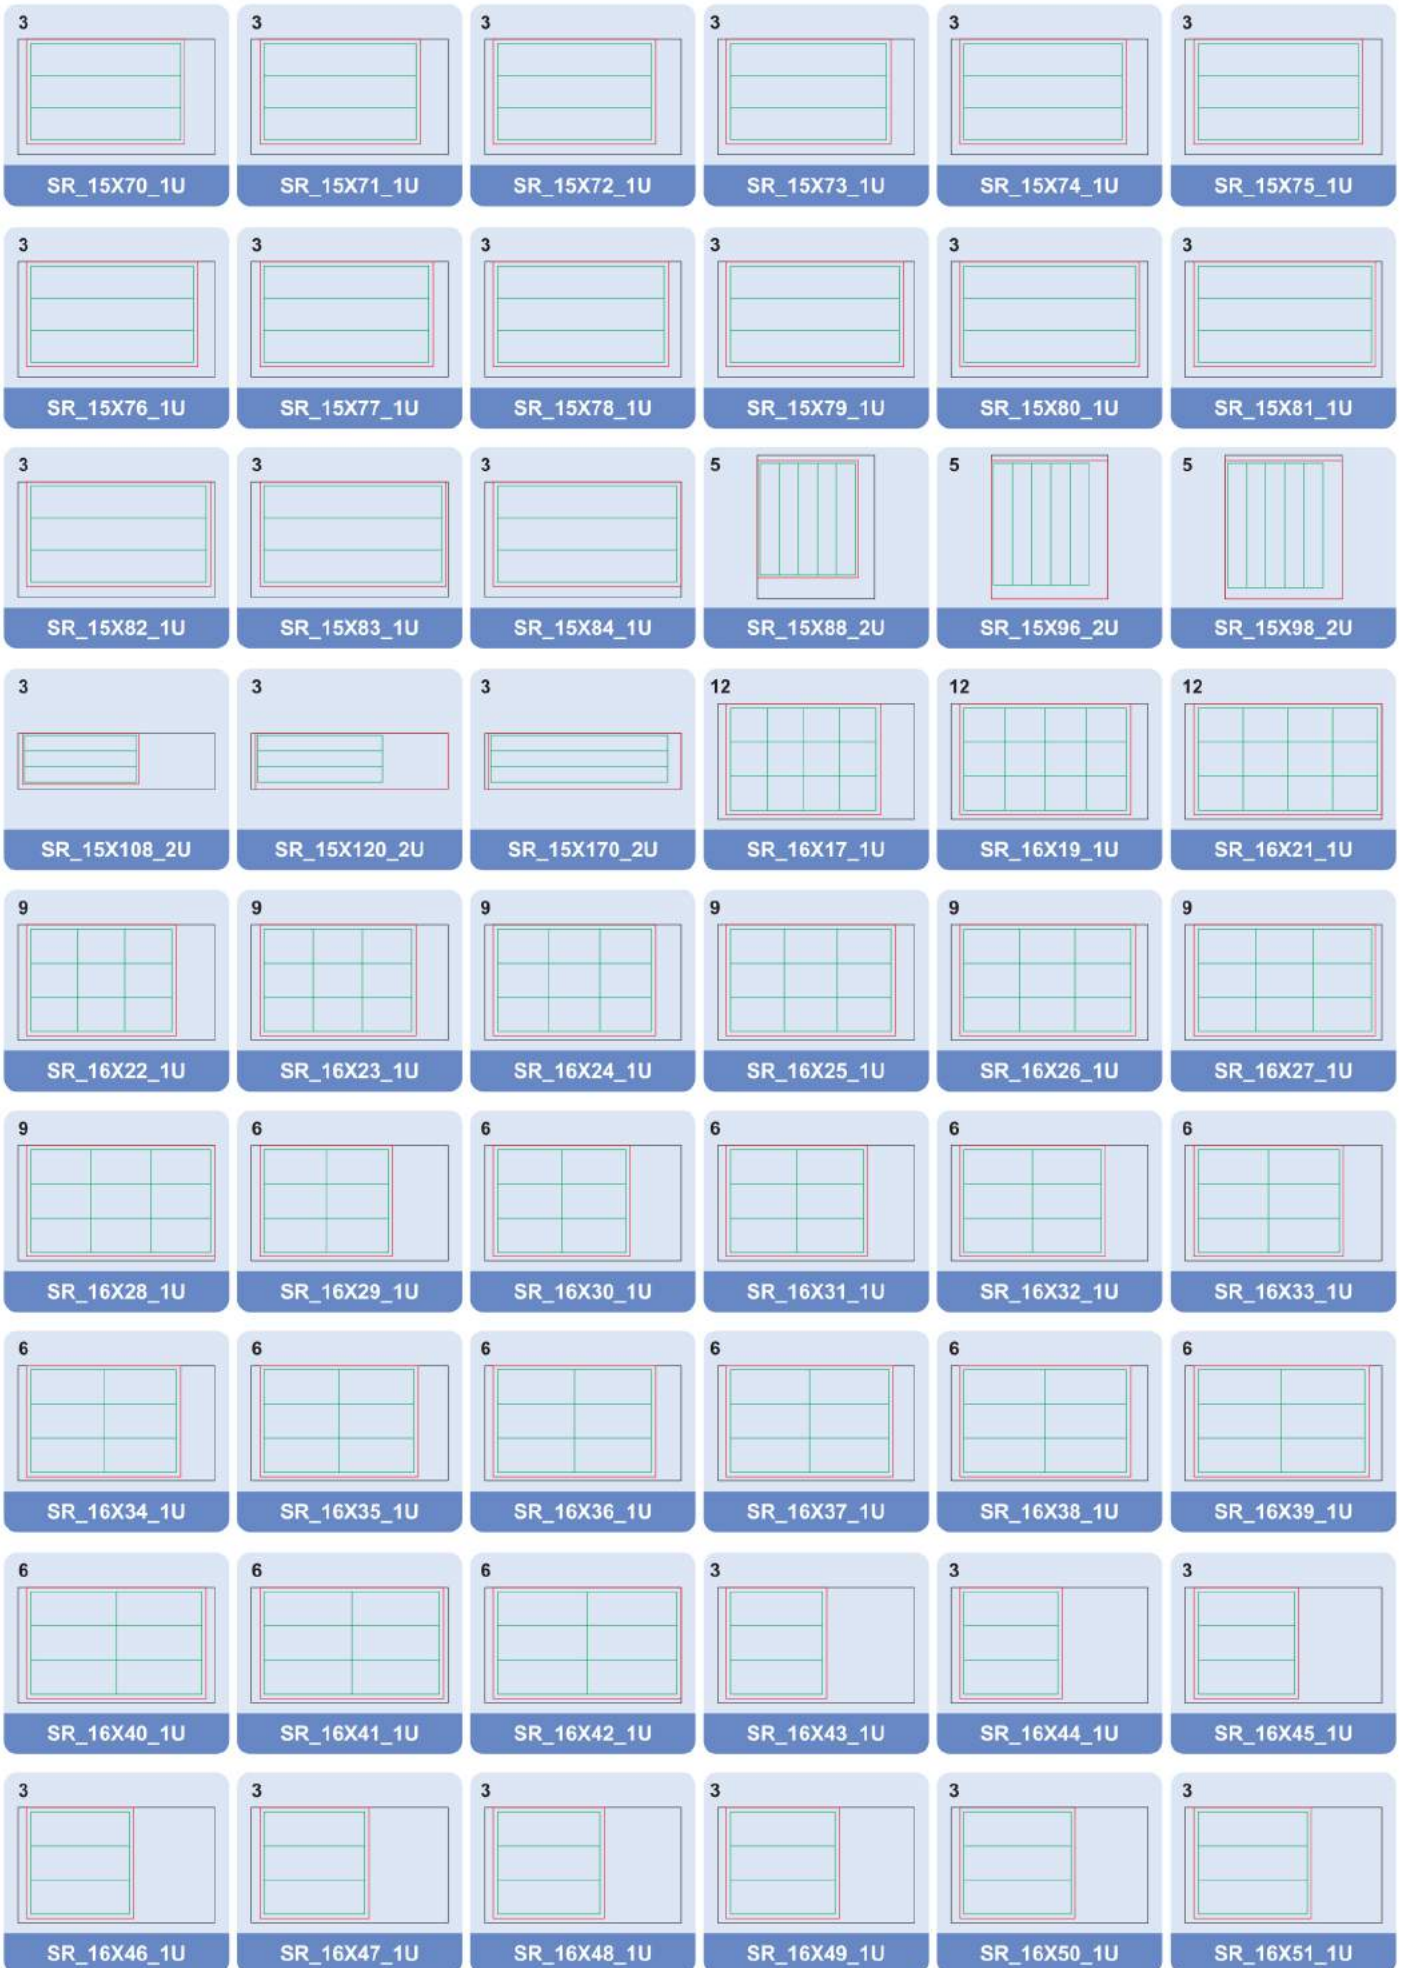 3 3 3 3 3 3
SR_15X70_1U SR_15X71_1U SR_15X72_1U SR_15X73_1U SR_15X74_1U SR_15X75_1U
3 3 3 3 3 3
SR_15X76_1U SR_15X77_1U SR_15X78_1U SR_15X79_1U SR_15X80_1U SR_15X81_1U
3 3 3 5 5 5
SR_15X82_1U SR_15X83_1U SR_15X84_1U SR_15X88_2U SR_15X96_2U SR_15X98_2U
3 3 3 12 12 12
SR_15X108_2U SR_15X120_2U SR_15X170_2U SR_16X17_1U SR_16X19_1U SR_16X21_1U
9 9 9 9 9 9
SR_16X22_1U SR_16X23_1U SR_16X24_1U SR_16X25_1U SR_16X26_1U SR_16X27_1U
9 6 6 6 6 6
SR_16X28_1U SR_16X29_1U SR_16X30_1U SR_16X31_1U SR_16X32_1U SR_16X33_1U
6 6 6 6 6 6
SR_16X34_1U SR_16X35_1U SR_16X36_1U SR_16X37_1U SR_16X38_1U SR_16X39_1U
6 6 6 3 3 3
SR_16X40_1U SR_16X41_1U SR_16X42_1U SR_16X43_1U SR_16X44_1U SR_16X45_1U
3 3 3 3 3 3
SR_16X46_1U SR_16X47_1U SR_16X48_1U SR_16X49_1U SR_16X50_1U SR_16X51_1U